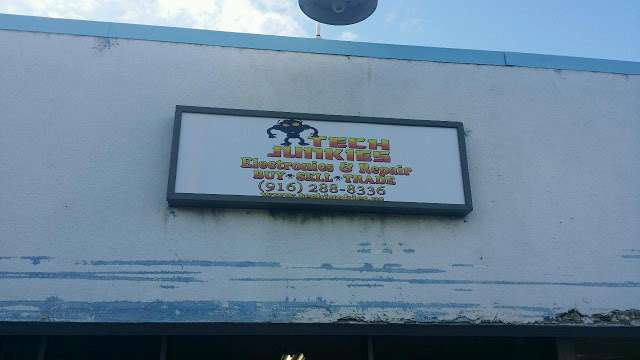 TECH
JUNKIES
Electronics & Repair
BUY*SELL*TRADE
(916) 288-8336